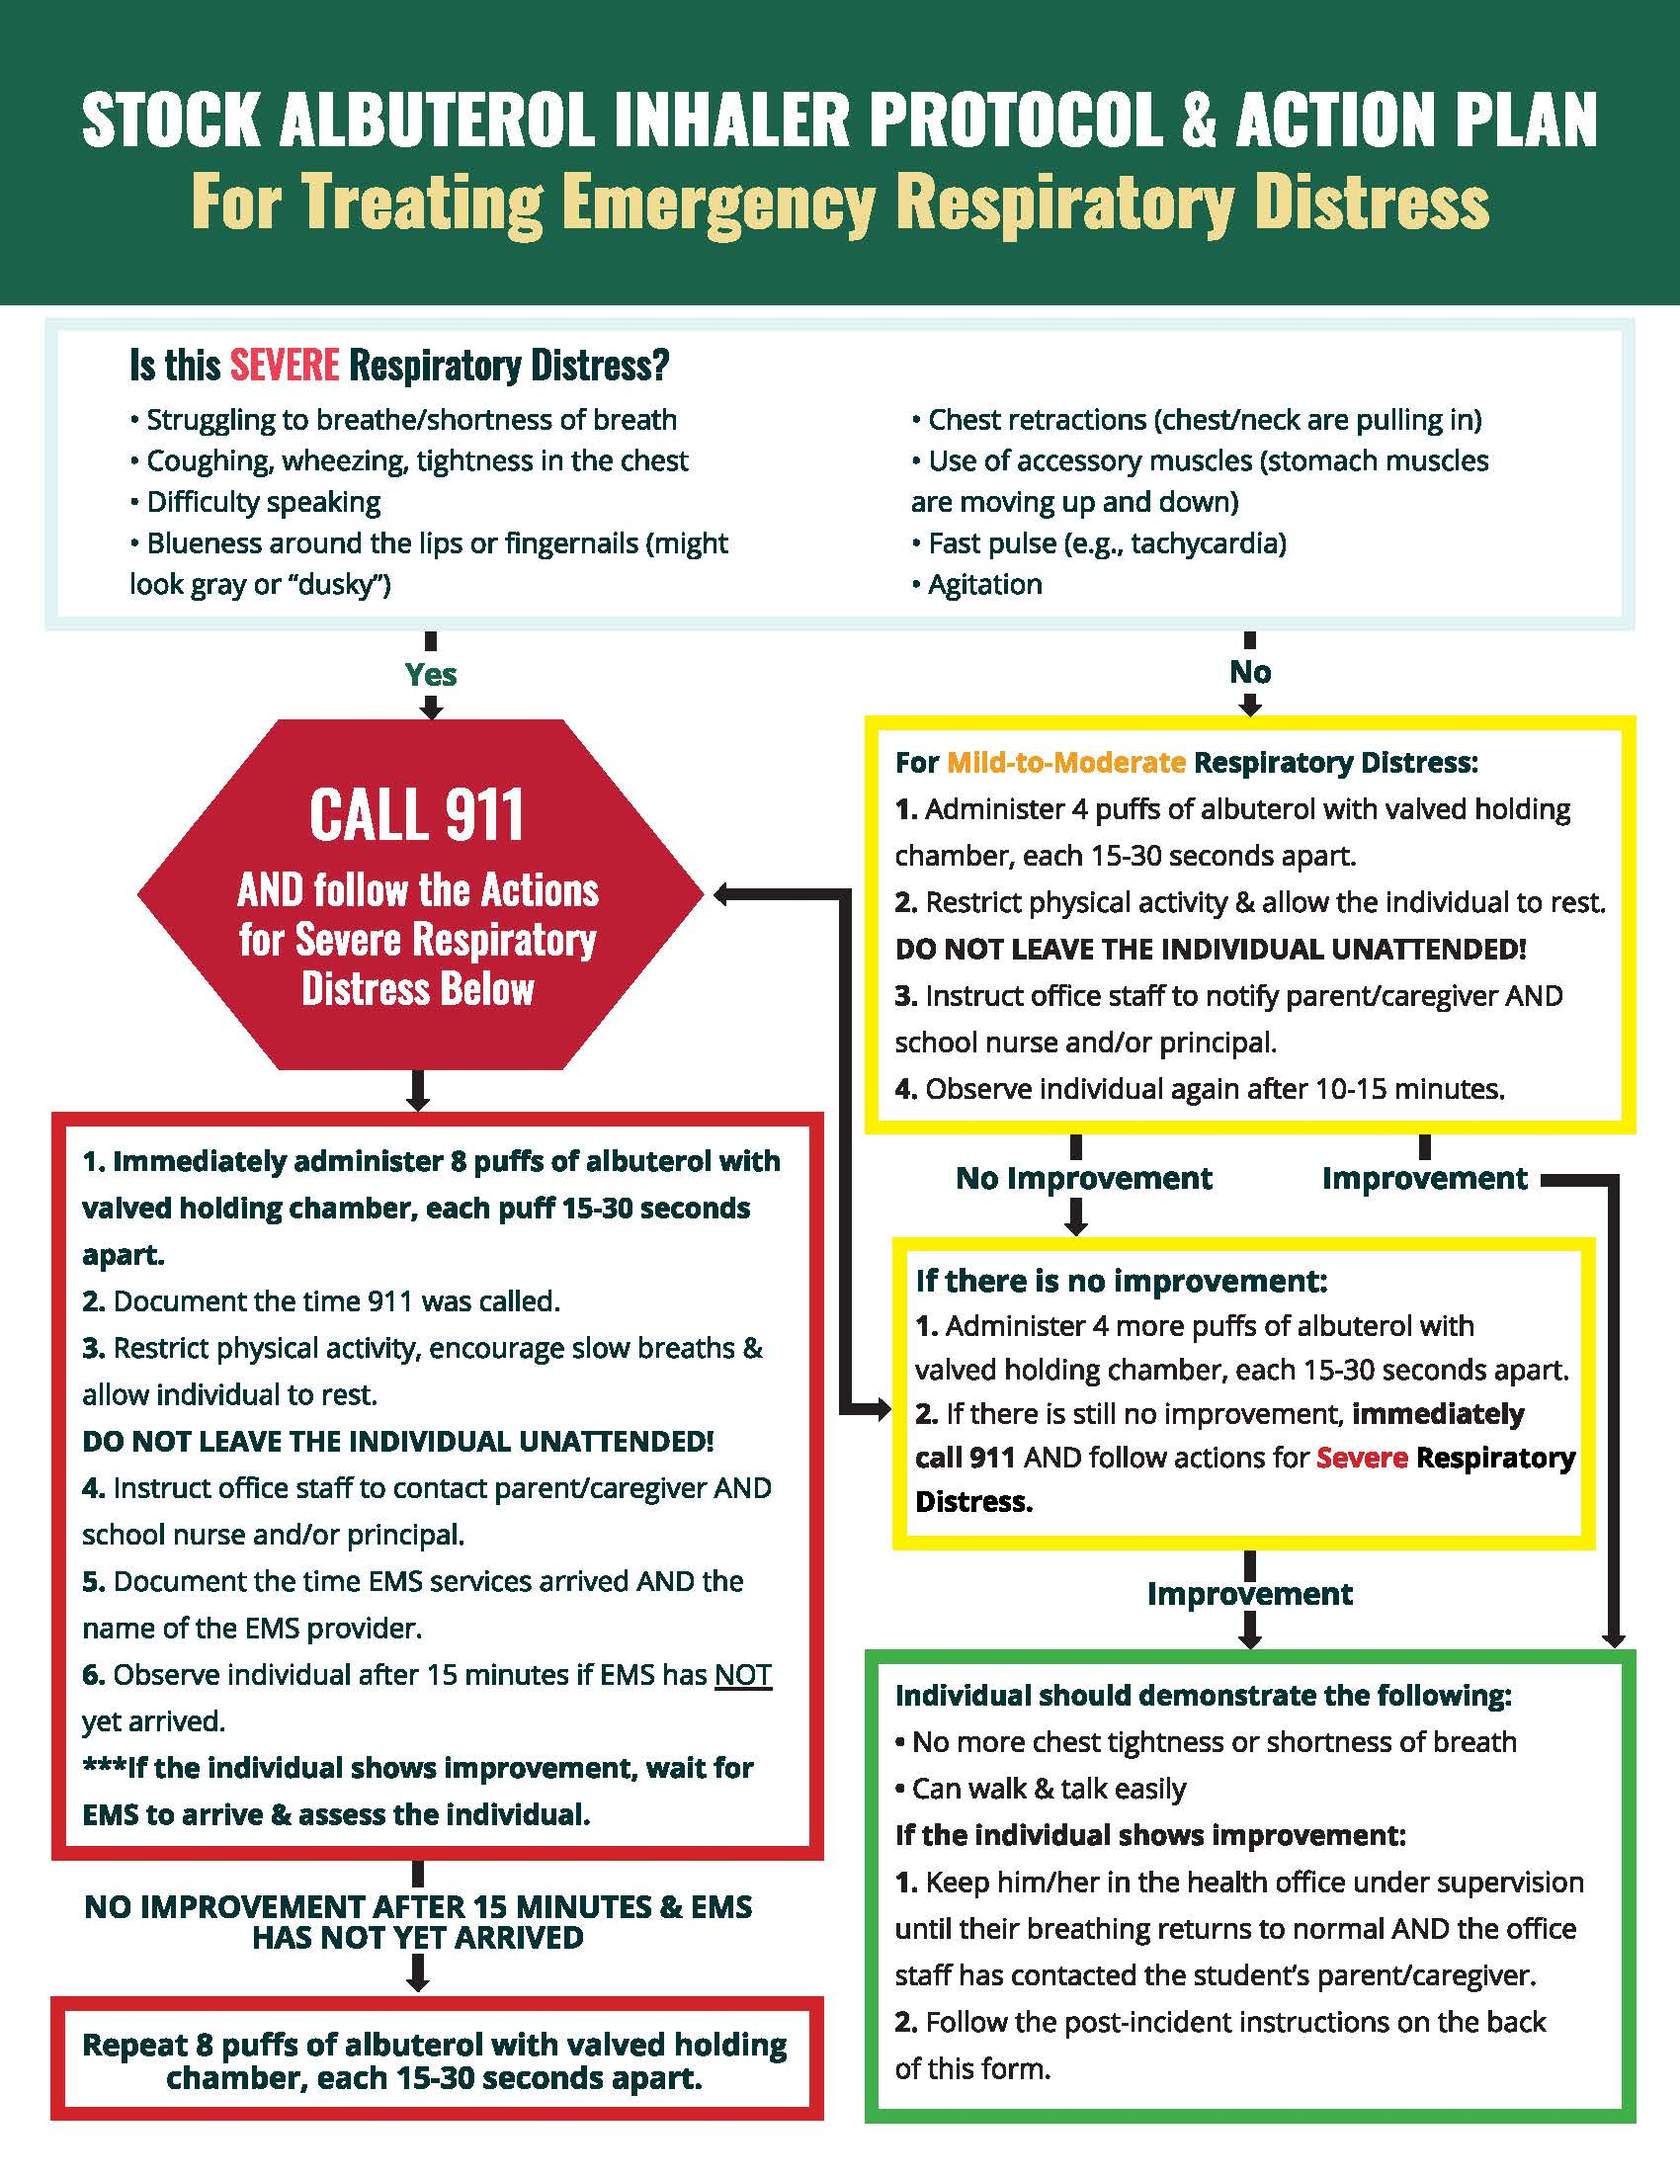 STOCK ALBUTEROL INHALER PROTOCOL & ACTION PLAN
For Treating Emergency Respiratory Distress
Is this SEVERE Respiratory Distress?
• Struggling to breathe/shortness of breath
• Coughing, wheezing, tightness in the chest
• Difficulty speaking
• Blueness around the lips or fingernails (might
look gray or “dusky”)
• Chest retractions (chest/neck are pulling in)
• Use of accessory muscles (stomach muscles
are moving up and down)
• Fast pulse (e.g., tachycardia)
• Agitation
Yes
CALL 911
AND follow the Actions
for Severe Respiratory
Distress Below
1. Immediately administer 8 puffs of albuterol with
valved holding chamber, each puff 15-30 seconds
apart.
2. Document the time 911 was called.
3. Restrict physical activity, encourage slow breaths &
allow individual to rest.
DO NOT LEAVE THE INDIVIDUAL UNATTENDED!
4. Instruct office staff to contact parent/caregiver AND
school nurse and/or principal.
5. Document the time EMS services arrived AND the
name of the EMS provider.
6. Observe individual after 15 minutes if EMS has NOT
yet arrived.
***If the individual shows improvement, wait for
EMS to arrive & assess the individual.
NO IMPROVEMENT AFTER 15 MINUTES & EMS
HAS NOT YET ARRIVED
Repeat 8 puffs of albuterol with valved holding
chamber, each 15-30 seconds apart.
No
For Mild-to-Moderate Respiratory Distress:
1. Administer 4 puffs of albuterol with valved holding
chamber, each 15-30 seconds apart.
2. Restrict physical activity & allow the individual to rest.
DO NOT LEAVE THE INDIVIDUAL UNATTENDED!
3. Instruct office staff to notify parent/caregiver AND
school nurse and/or principal.
4. Observe individual again after 10-15 minutes.
No Improvement
Improvement
If there is no improvement:
1. Administer 4 more puffs of albuterol with
valved holding chamber, each 15-30 seconds apart.
2. If there is still no improvement, immediately
call 911 AND follow actions for Severe Respiratory
Distress.
Improvement
Individual should demonstrate the following:
• No more chest tightness or shortness of breath
• Can walk & talk easily
If the individual shows improvement:
1. Keep him/her in the health office under supervision
until their breathing returns to normal AND the office
staff has contacted the student’s parent/caregiver.
2. Follow the post-incident instructions on the back
of this form.